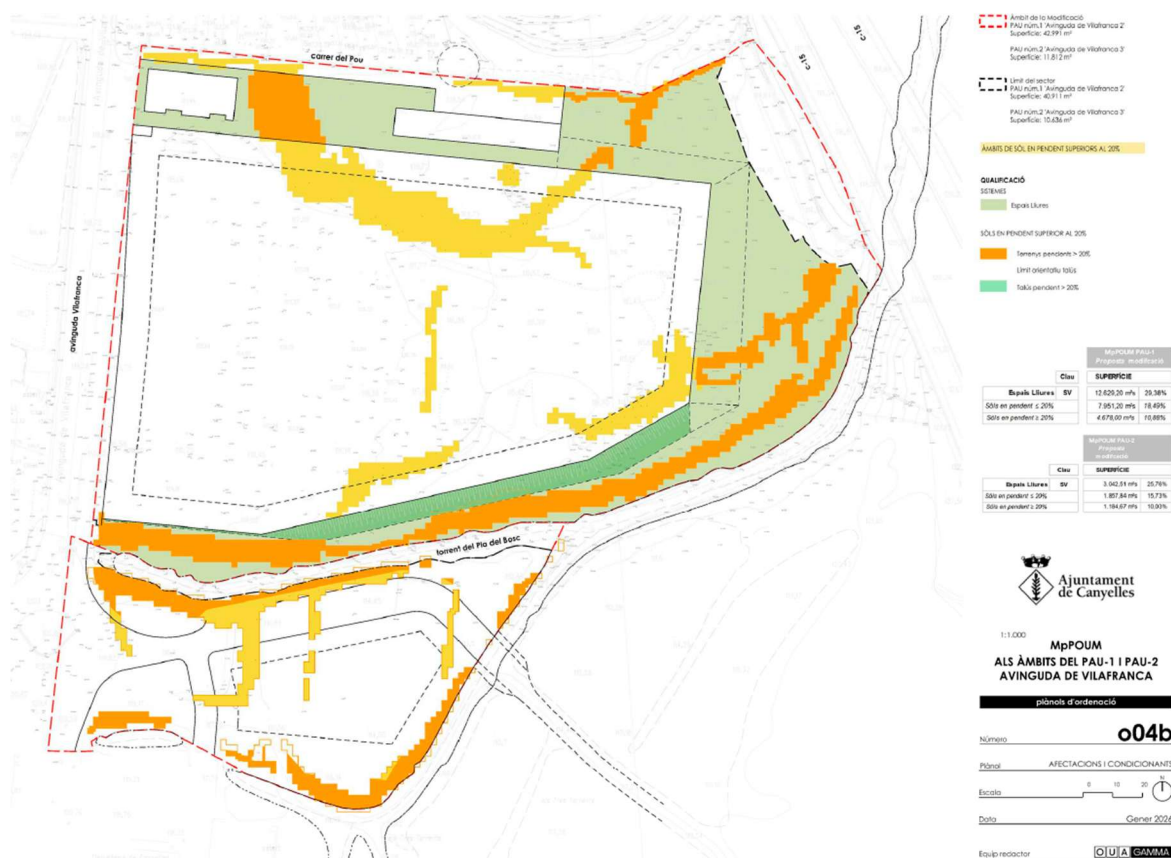 carrer del Pou
C-15
C-15
avinguda Vilafranca
torrent del Pla del Bosc
Àmbit de la Modificació
PAU núm.1 'Avinguda de Vilafranca 2'
Superfície: 42.991 m²
PAU núm.2 'Avinguda de Vilafranca 3'
Superfície: 11.812 m²
Límit del sector
PAU núm.1 'Avinguda de Vilafranca 2'
Superfície: 40.911 m²
PAU núm.2 'Avinguda de Vilafranca 3'
Superfície: 10.636 m²
ÀMBITS DE SÒL EN PENDENT SUPERIORS AL 20%
QUALIFICACIÓ
SISTEMES
Espais Lliures
SÒLS EN PENDENT SUPERIOR AL 20%
Terrenys pendents > 20%
Límit orientatiu talús
Talús pendent > 20%
MpPOUM PAU-1
Proposta modificació
Clau SUPERFÍCIE
Espais Lliures SV 12.629,20 m²s 29,38%
Sòls en pendent ≤ 20% 7.951,20 m²s 18,49%
Sòls en pendent ≥ 20% 4.678,00 m²s 10,88%
MpPOUM PAU-2
Proposta
modificació
Clau SUPERFÍCIE
Espais Lliures SV 3.042,51 m²s 25,76%
Sòls en pendent ≤ 20% 1.857,84 m²s 15,73%
Sòls en pendent ≥ 20% 1.184,67 m²s 10,03%
Ajuntament
de Canyelles
1:1.000
MpPOUM
ALS ÀMBITS DEL PAU-1 I PAU-2
AVINGUDA DE VILAFRANCA
plànols d'ordenació
Número o04b
Plànol AFECTACIONS I CONDICIONANTS
Escala 0 10 20 N
Data Gener 2026
Equip redactor OUA GAMMA